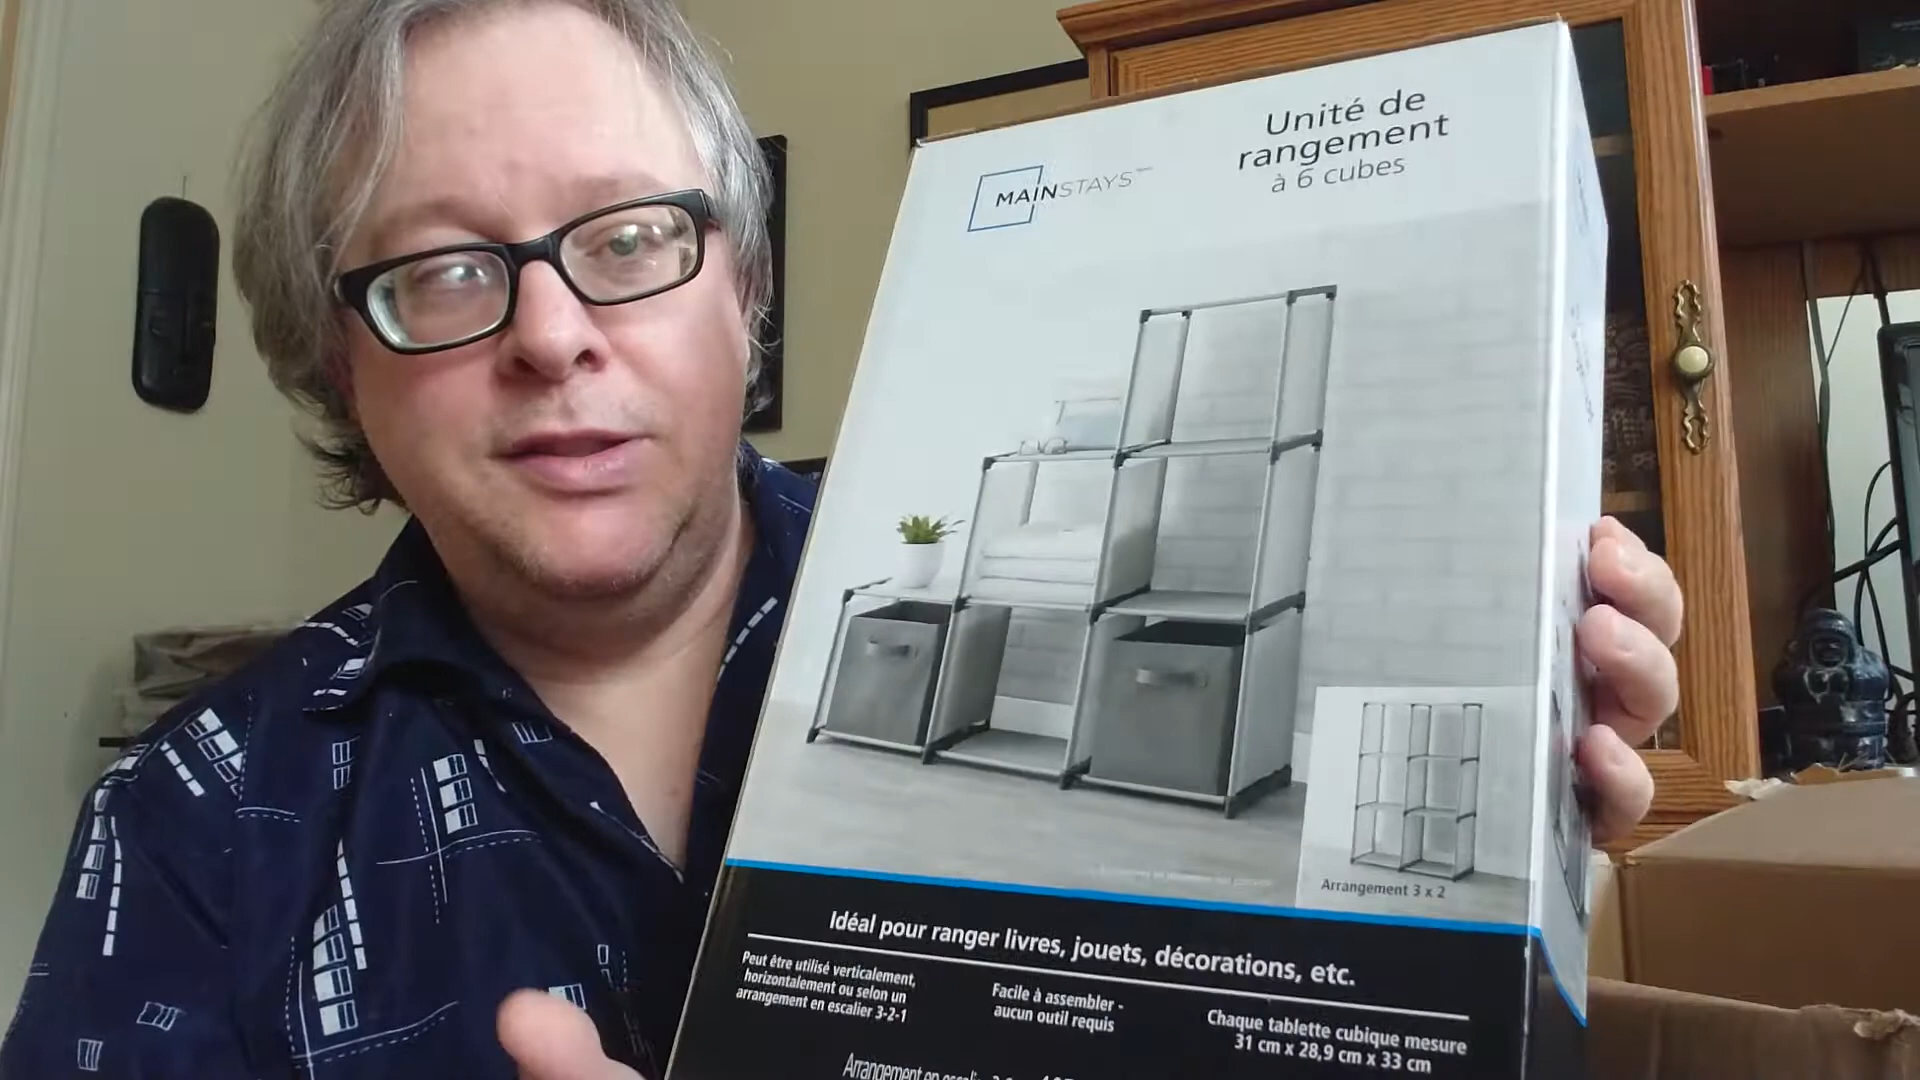 MAINSTAYS
Unité de
rangement
à 6 cubes
Arrangement 3 x 2
Idéal pour ranger livres, jouets, décorations, etc.
Peut être utilisé verticalement,
horizontalement ou selon un
arrangement en escalier 3-2-1
Facile à assembler -
aucun outil requis
Chaque tablette cubique mesure
31 cm x 28,9 cm x 33 cm
Arrangement en